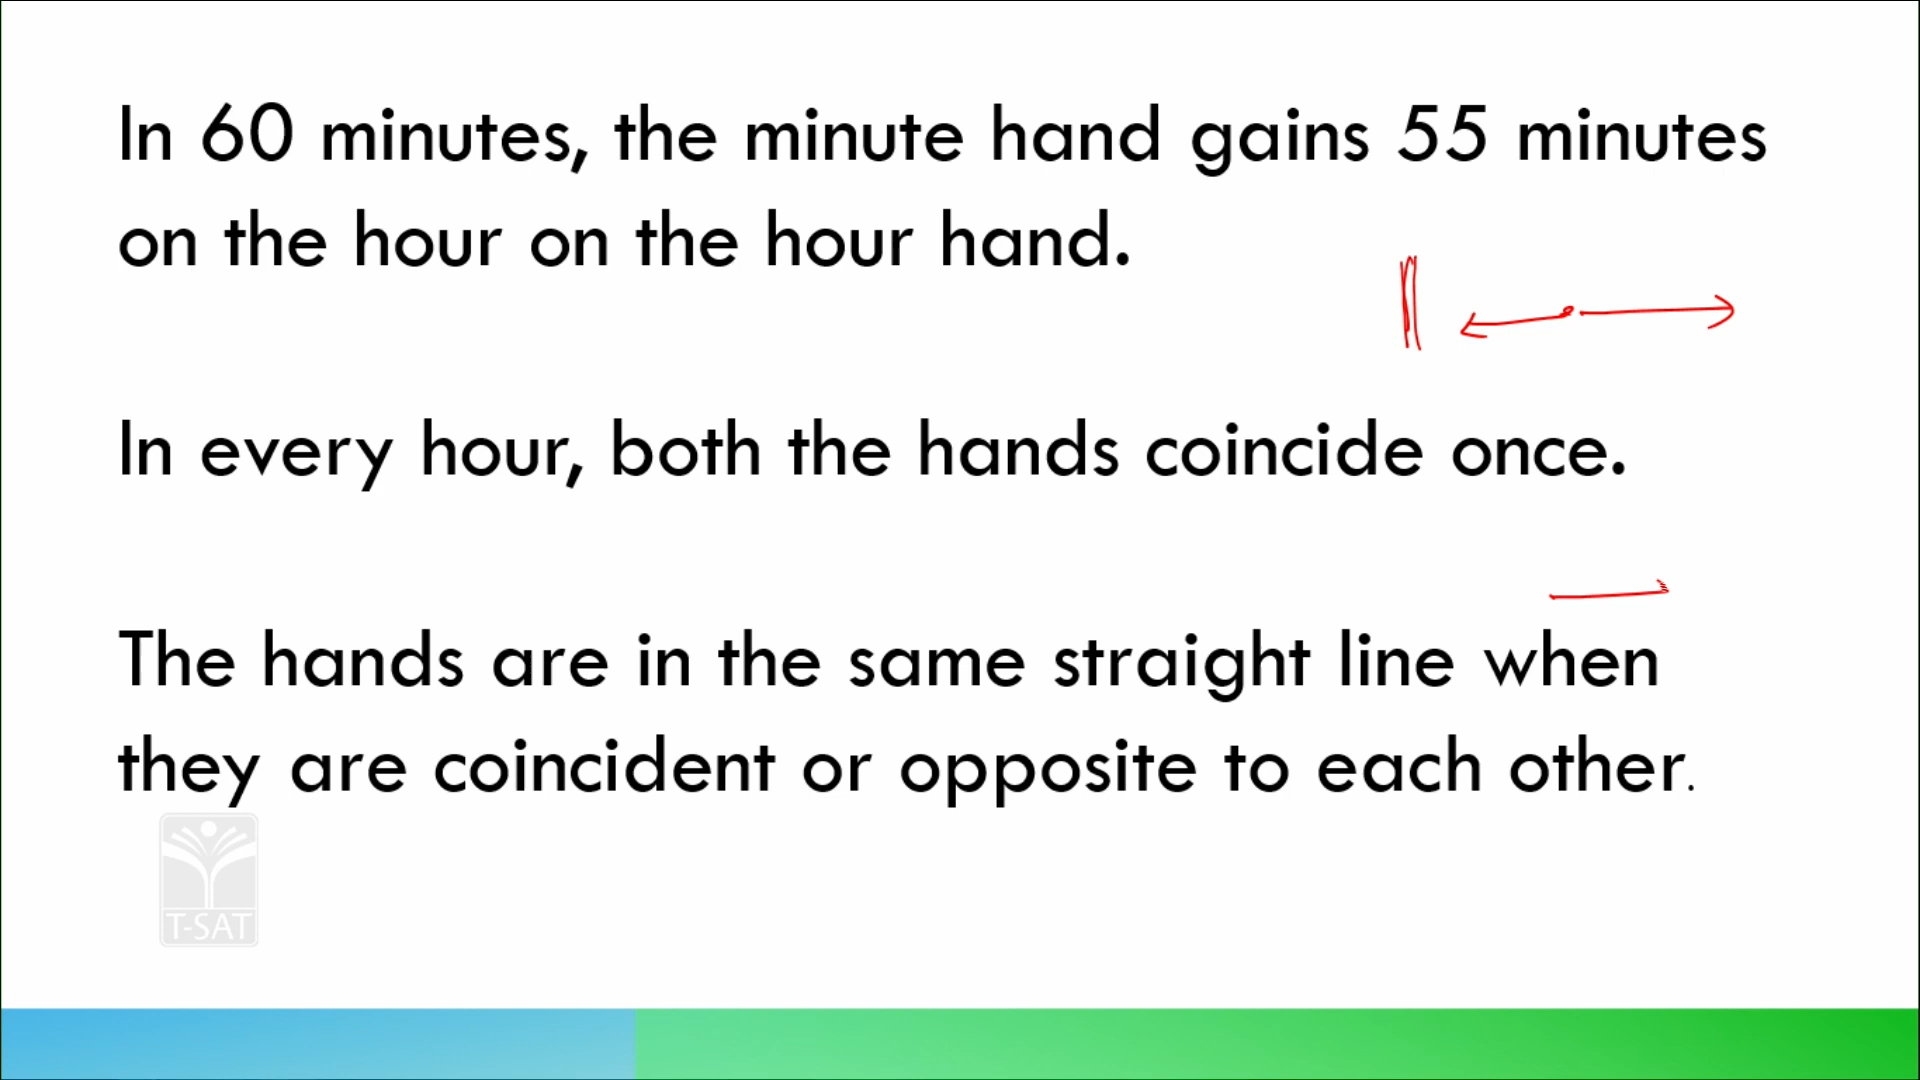 In 60 minutes, the minute hand gains 55 minutes
on the hour on the hour hand.
In every hour, both the hands coincide once.
The hands are in the same straight line when
they are coincident or opposite to each other.
T-SAT